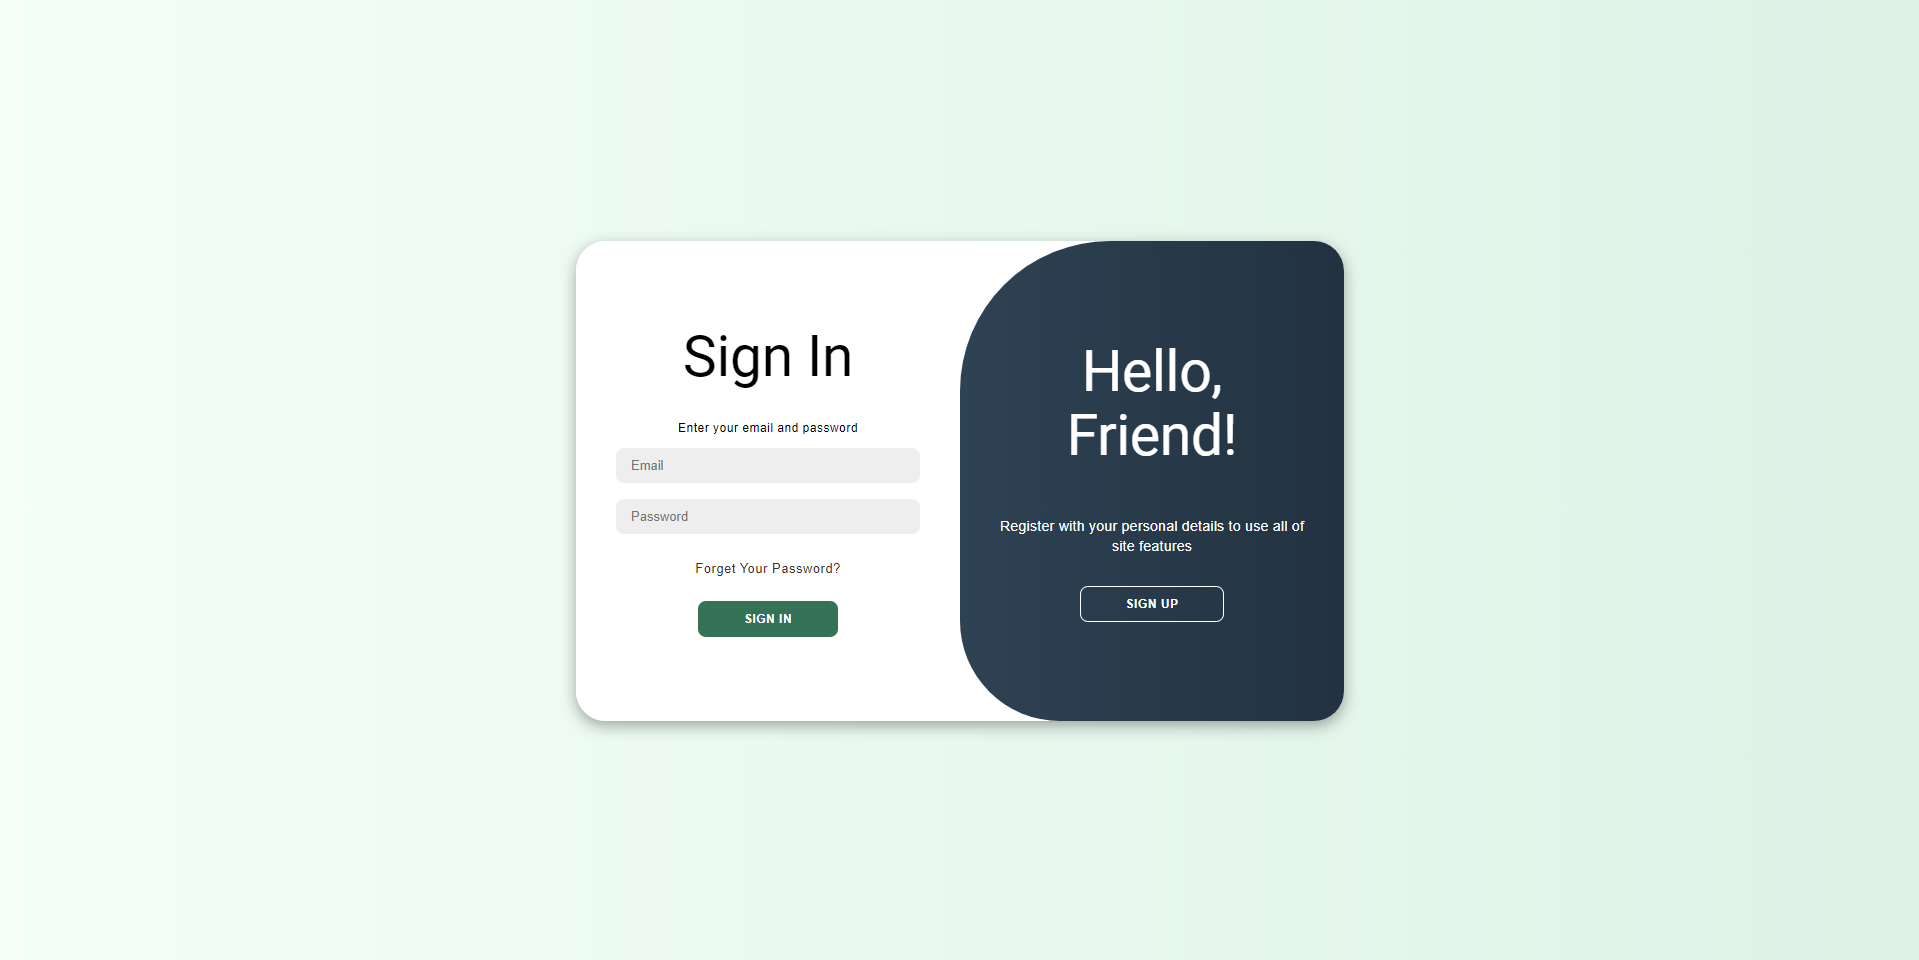 Sign In
Enter your email and password
Email
Password
Forget Your Password?
SIGN IN
Hello,
Friend!
Register with your personal details to use all of
site features
SIGN UP